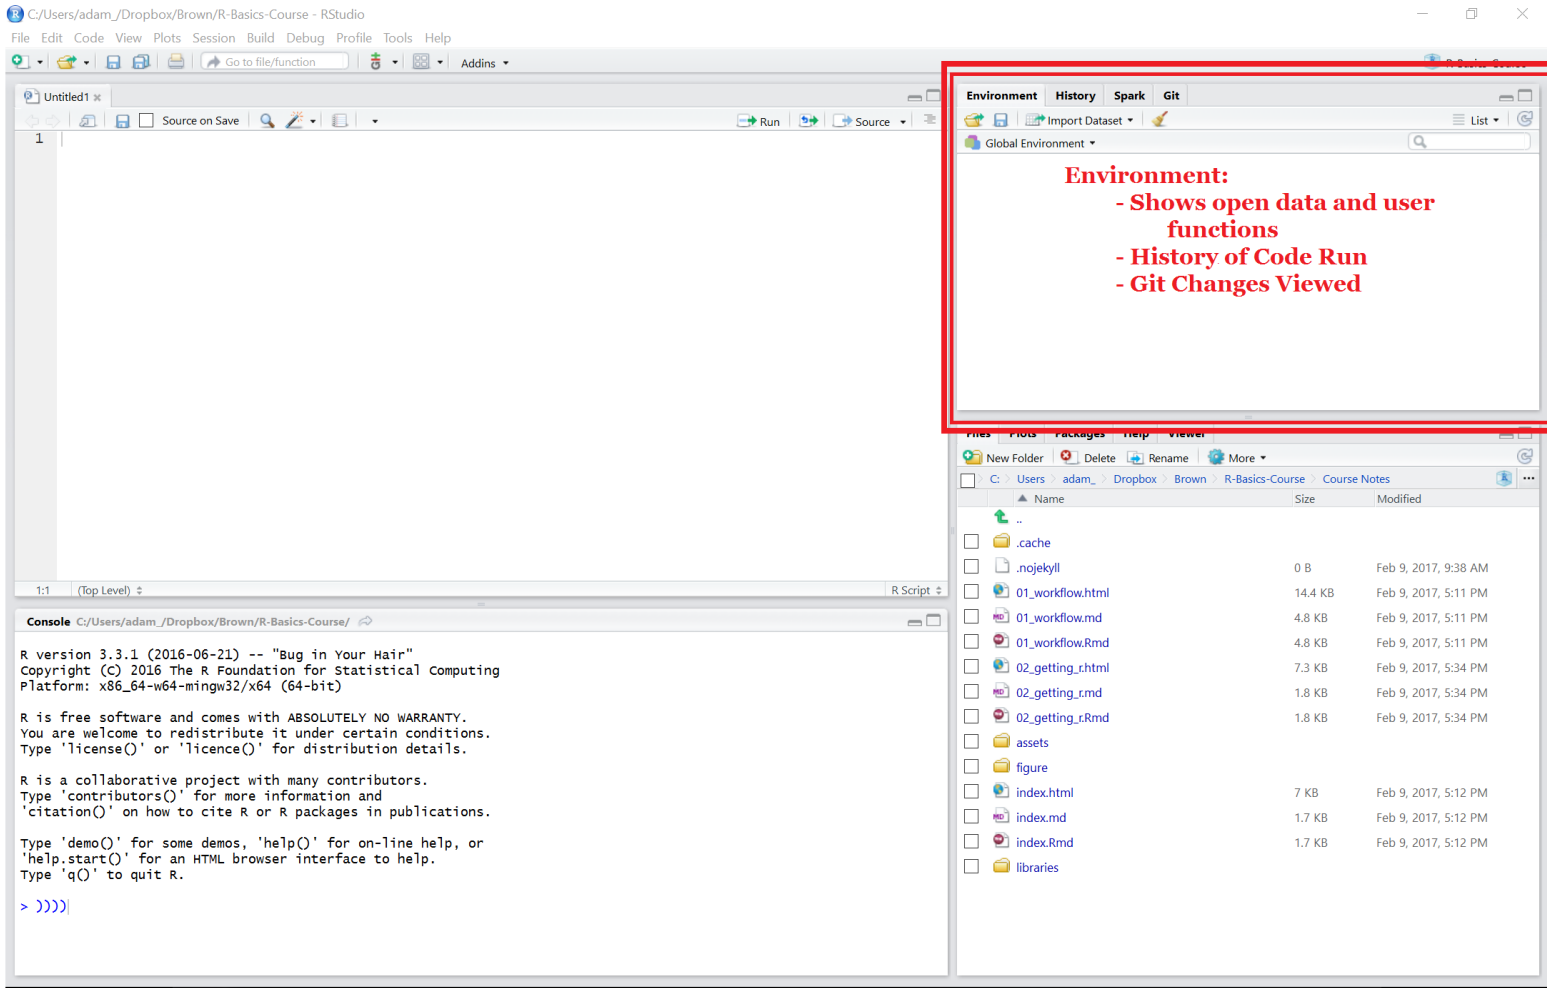 C:/Users/adam_/Dropbox/Brown/R-Basics-Course - RStudio
File Edit Code View Plots Session Build Debug Profile Tools Help
Go to file/function Addins
R-Basics-Course
Untitled1
Source on Save Run Source
1
1:1 (Top Level) R Script
Console C:/Users/adam_/Dropbox/Brown/R-Basics-Course/
R version 3.3.1 (2016-06-21) -- "Bug in Your Hair"
Copyright (C) 2016 The R Foundation for Statistical Computing
Platform: x86_64-w64-mingw32/x64 (64-bit)
R is free software and comes with ABSOLUTELY NO WARRANTY.
You are welcome to redistribute it under certain conditions.
Type 'license()' or 'licence()' for distribution details.
R is a collaborative project with many contributors.
Type 'contributors()' for more information and
'citation()' on how to cite R or R packages in publications.
Type 'demo()' for some demos, 'help()' for on-line help, or
'help.start()' for an HTML browser interface to help.
Type 'q()' to quit R.
> ))))
Environment History Spark Git
Import Dataset List
Global Environment
Environment:
- Shows open data and user
functions
- History of Code Run
- Git Changes Viewed
Files Plots Packages Help Viewer
New Folder Delete Rename More
C: Users adam_ Dropbox Brown R-Basics-Course Course Notes
Name Size Modified
..
.cache
.nojekyll 0 B Feb 9, 2017, 9:38 AM
01_workflow.html 14.4 KB Feb 9, 2017, 5:11 PM
01_workflow.md 4.8 KB Feb 9, 2017, 5:11 PM
01_workflow.Rmd 4.8 KB Feb 9, 2017, 5:11 PM
02_getting_r.html 7.3 KB Feb 9, 2017, 5:34 PM
02_getting_r.md 1.8 KB Feb 9, 2017, 5:34 PM
02_getting_r.Rmd 1.8 KB Feb 9, 2017, 5:34 PM
assets
figure
index.html 7 KB Feb 9, 2017, 5:12 PM
index.md 1.7 KB Feb 9, 2017, 5:12 PM
index.Rmd 1.7 KB Feb 9, 2017, 5:12 PM
libraries